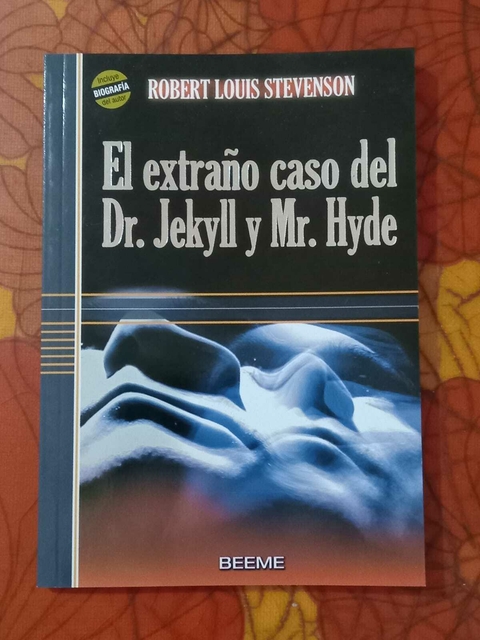 Incluye
BIOGRAFÍA
del autor
ROBERT LOUIS STEVENSON
El extraño caso del
Dr. Jekyll y Mr. Hyde
BEEME